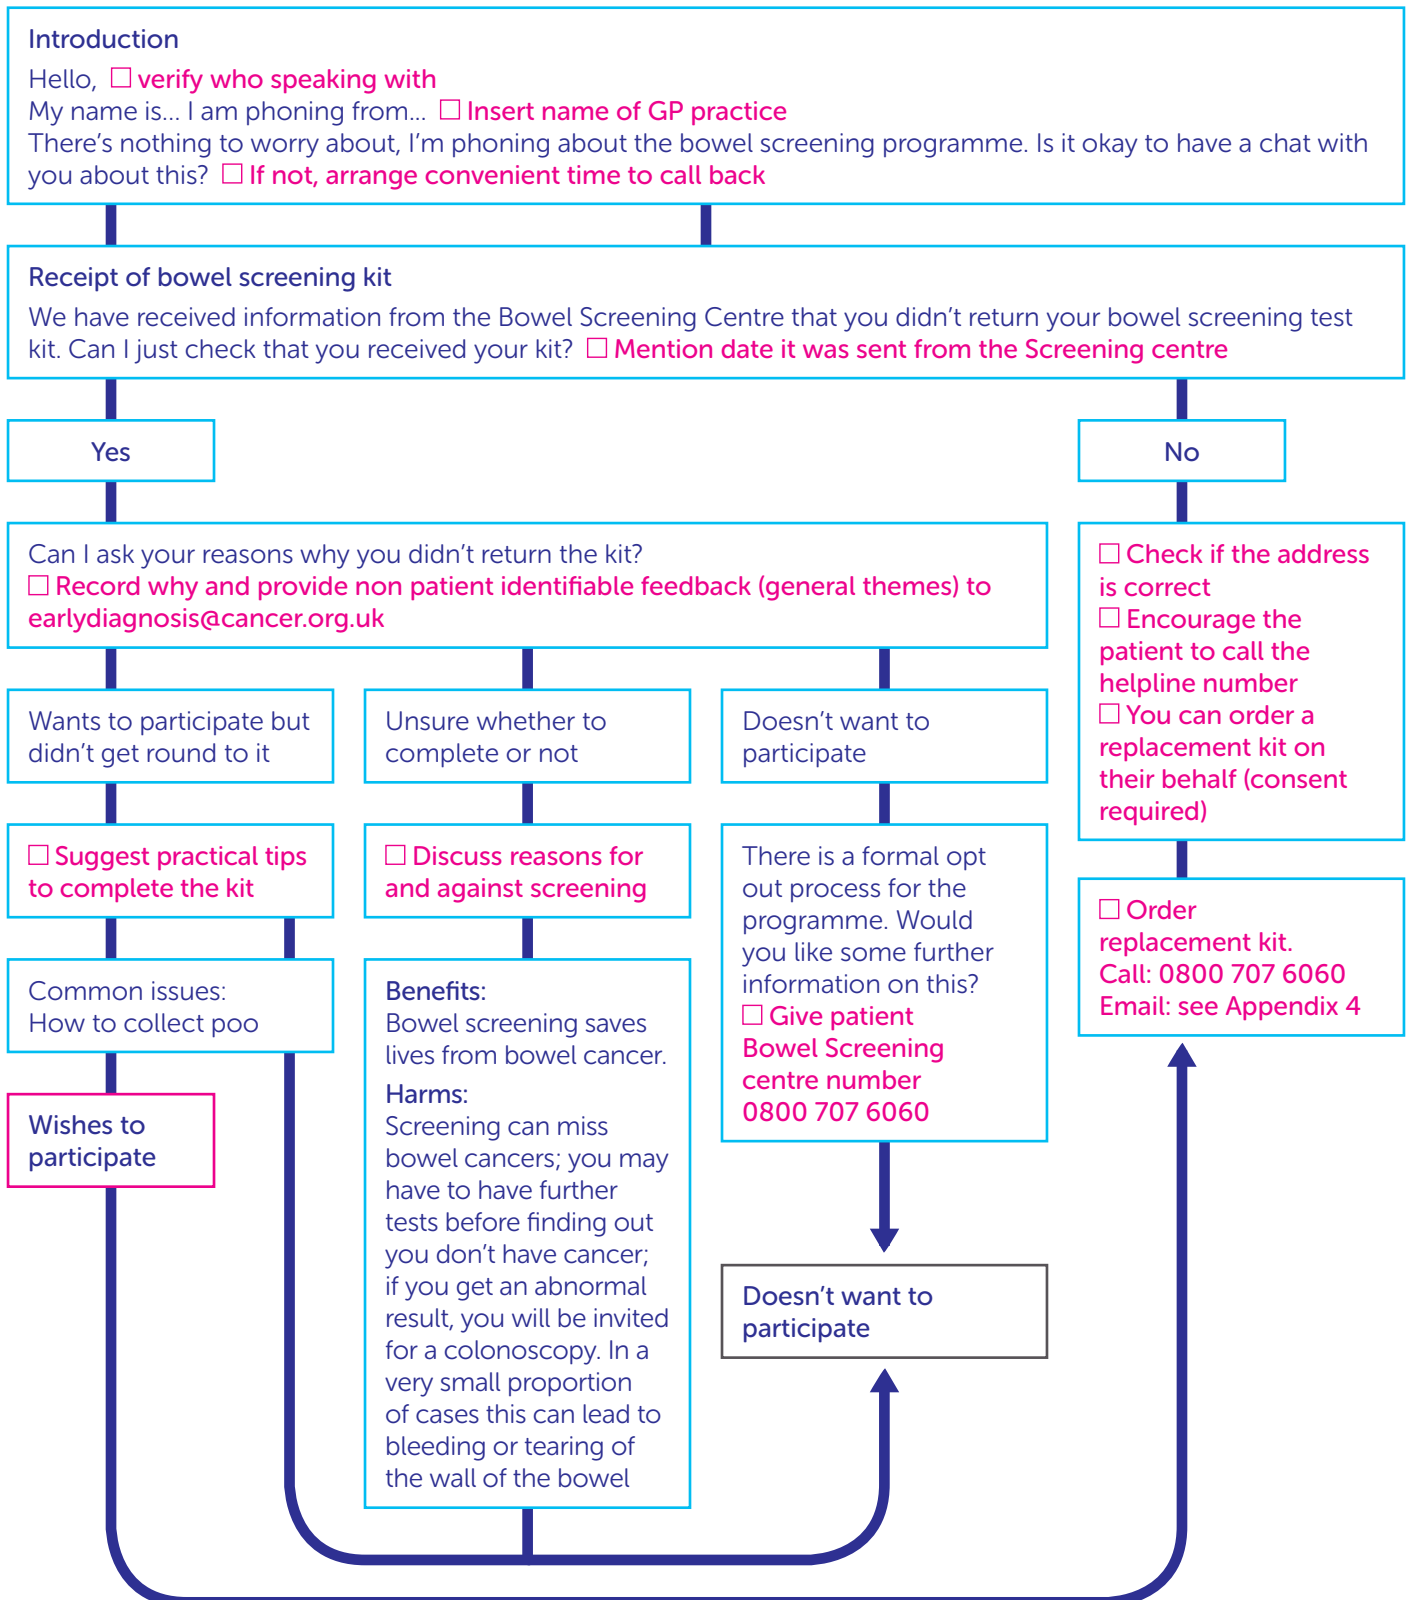 Introduction
Hello, ☐ verify who speaking with
My name is... I am phoning from... ☐ Insert name of GP practice
There's nothing to worry about, I'm phoning about the bowel screening programme. Is it okay to have a chat with
you about this? ☐ If not, arrange convenient time to call back
Receipt of bowel screening kit
We have received information from the Bowel Screening Centre that you didn't return your bowel screening test
kit. Can I just check that you received your kit? ☐ Mention date it was sent from the Screening centre
Yes
No
Can I ask your reasons why you didn't return the kit?
☐ Record why and provide non patient identifiable feedback (general themes) to
earlydiagnosis@cancer.org.uk
Wants to participate but
didn't get round to it
☐ Suggest practical tips
to complete the kit
Common issues:
How to collect poo
Wishes to
participate
Unsure whether to
complete or not
☐ Discuss reasons for
and against screening
Benefits:
Bowel screening saves
lives from bowel cancer.
Harms:
Screening can miss
bowel cancers; you may
have to have further
tests before finding out
you don't have cancer;
if you get an abnormal
result, you will be invited
for a colonoscopy. In a
very small proportion
of cases this can lead to
bleeding or tearing of
the wall of the bowel
Doesn't want to
participate
There is a formal opt
out process for the
programme. Would
you like some further
information on this?
☐ Give patient
Bowel Screening
centre number
0800 707 6060
Doesn't want to
participate
☐ Check if the address
is correct
☐ Encourage the
patient to call the
helpline number
☐ You can order a
replacement kit on
their behalf (consent
required)
☐ Order
replacement kit.
Call: 0800 707 6060
Email: see Appendix 4